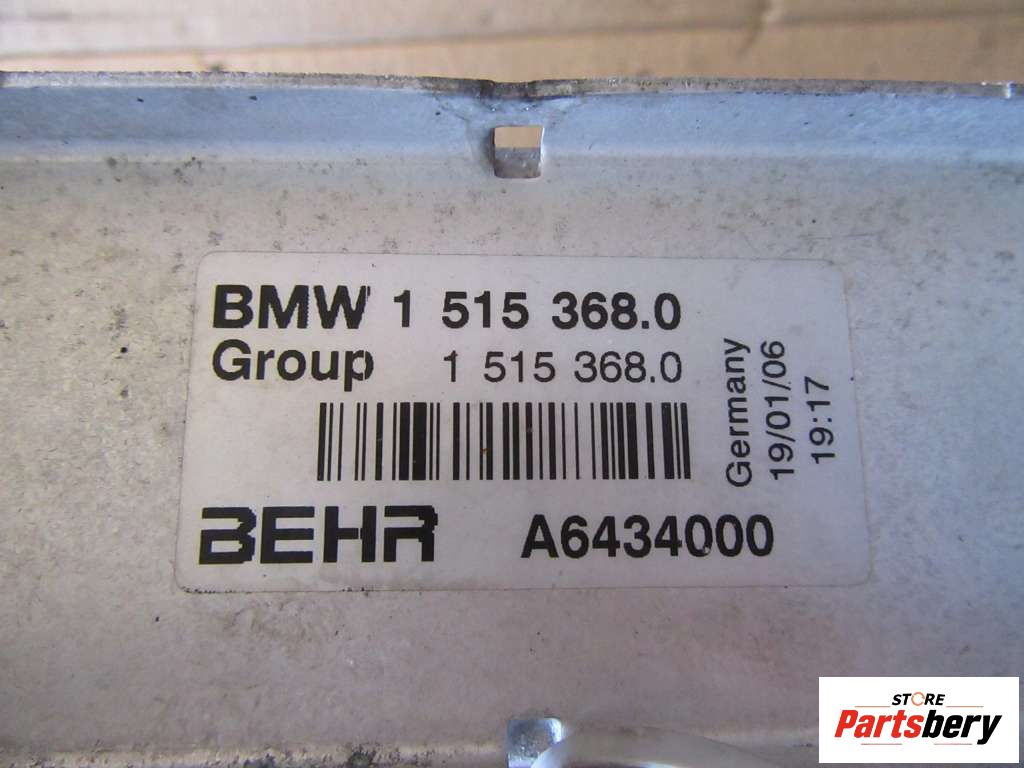 BMW 1 515 368.0
Group 1 515 368.0
Germany
19/01/06
19:17
BEHR A6434000
STORE
Partsbery